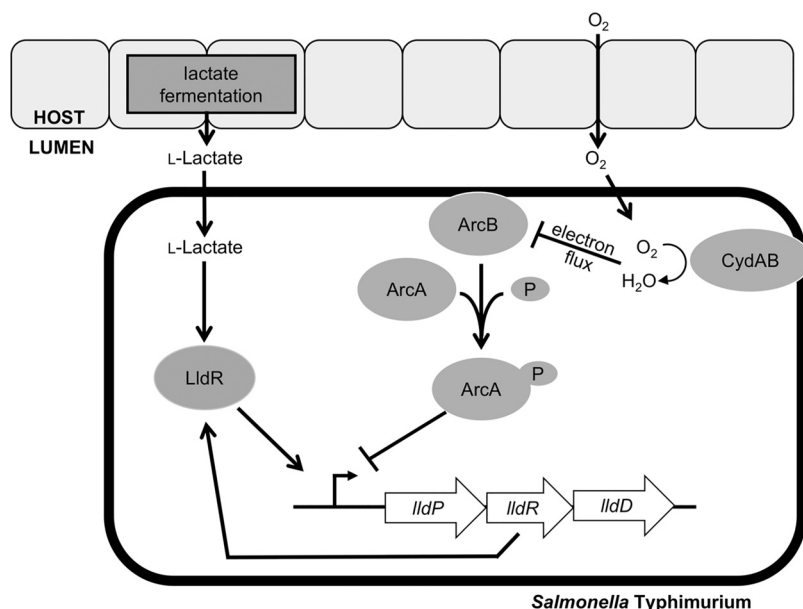 O₂
lactate
fermentation
HOST
LUMEN
L-Lactate
O₂
L-Lactate
ArcB
electron
flux
O₂
H₂O
CydAB
ArcA
P
LldR
ArcA
P
lldP
lldR
lldD
Salmonella Typhimurium